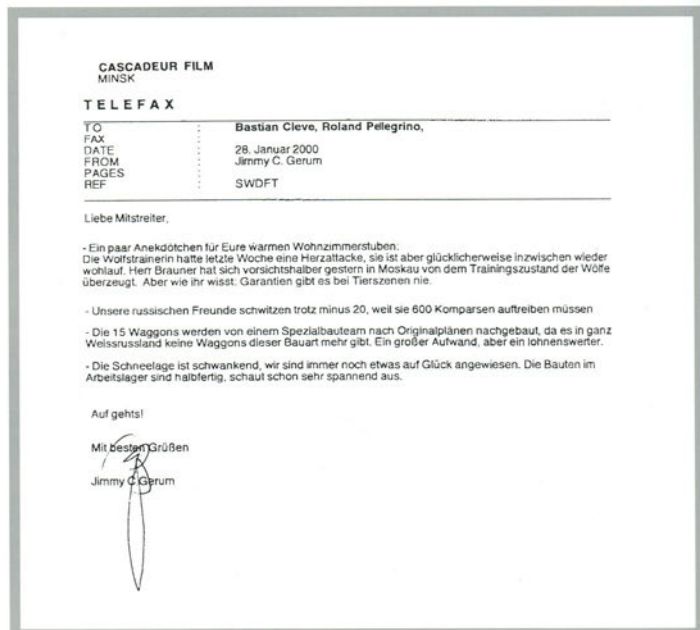 CASCADEUR FILM
MINSK
TELEFAX
TO : Bastian Cleve, Roland Pellegrino,
FAX :
DATE : 28. Januar 2000
FROM : Jimmy C. Gerum
PAGES :
REF : SWDFT
Liebe Mitstreiter,
- Ein paar Anekdötchen für Eure warmen Wohnzimmerstuben:
Die Wolfstrainerin hatte letzte Woche eine Herzattacke, sie ist aber glücklicherweise inzwischen wieder
wohlauf. Herr Brauner hat sich vorsichtshalber gestern in Moskau von dem Trainingszustand der Wölfe
überzeugt. Aber wie ihr wisst: Garantien gibt es bei Tierszenen nie.
- Unsere russischen Freunde schwitzen trotz minus 20, weil sie 600 Komparsen auftreiben müssen
- Die 15 Waggons werden von einem Spezialbauteam nach Originalplänen nachgebaut, da es in ganz
Weissrussland keine Waggons dieser Bauart mehr gibt. Ein großer Aufwand, aber ein lohnenswerter.
- Die Schneelage ist schwankend, wir sind immer noch etwas auf Glück angewiesen. Die Bauten im
Arbeitslager sind halbfertig, schaut schon sehr spannend aus.
Auf gehts!
Mit besten Grüßen
Jimmy C Gerum